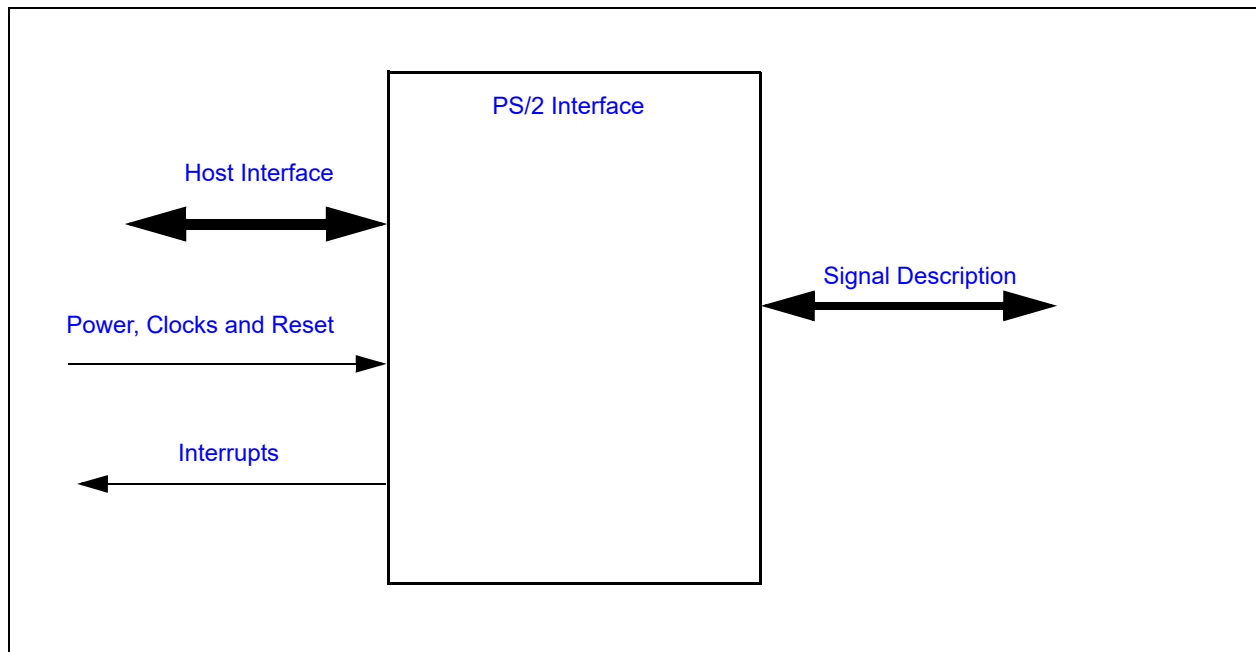 PS/2 Interface
Host Interface
Signal Description
Power, Clocks and Reset
Interrupts